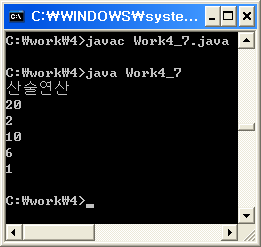 C:₩WINDOWS₩syste...
C:₩work₩4>javac Work4_7.java
C:₩work₩4>java Work4_7
산술연산
20
2
10
6
1
C:₩work₩4>